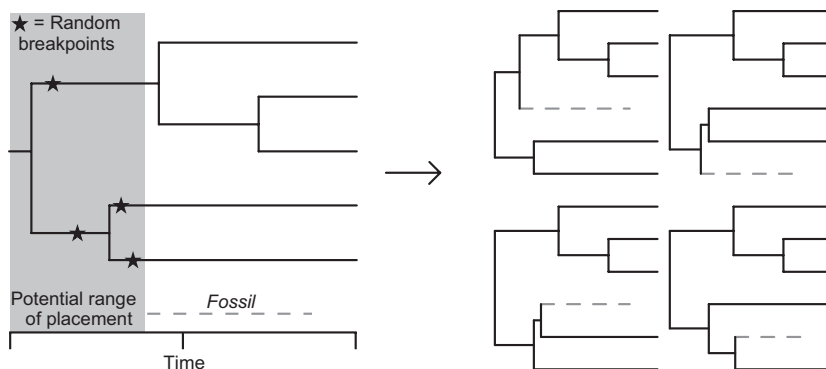 ★ = Random
breakpoints
Potential range
of placement
Fossil
Time